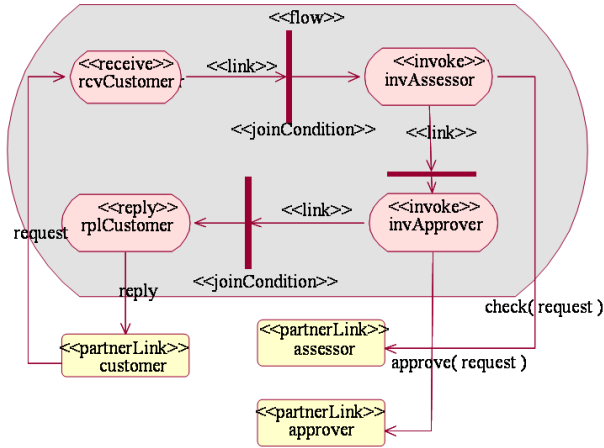 <<flow>>
<<receive>>
rcvCustomer
<<link>>
<<invoke>>
invAssessor
<<joinCondition>>
<<link>>
<<reply>>
rplCustomer
<<link>>
<<invoke>>
invApprover
request
<<joinCondition>>
reply
check( request )
<<partnerLink>>
customer
<<partnerLink>>
assessor
approve( request )
<<partnerLink>>
approver